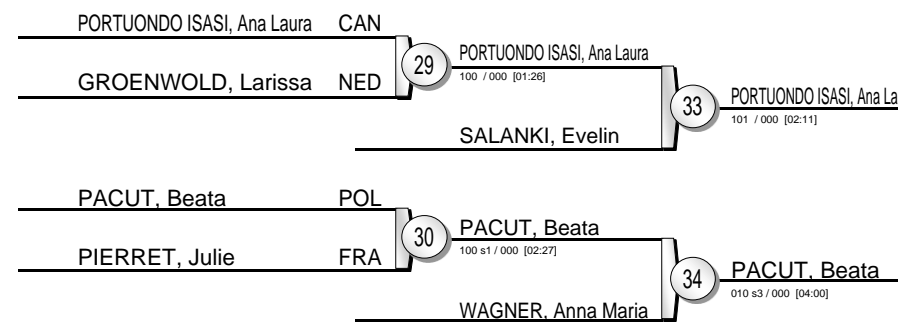 PORTUONDO ISASI, Ana Laura CAN
29
PORTUONDO ISASI, Ana Laura
100 / 000 [01:26]
GROENWOLD, Larissa NED
33
PORTUONDO ISASI, Ana La
101 / 000 [02:11]
SALANKI, Evelin
PACUT, Beata POL
30
PACUT, Beata
100 s1 / 000 [02:27]
PIERRET, Julie FRA
34
PACUT, Beata
010 s3 / 000 [04:00]
WAGNER, Anna Maria